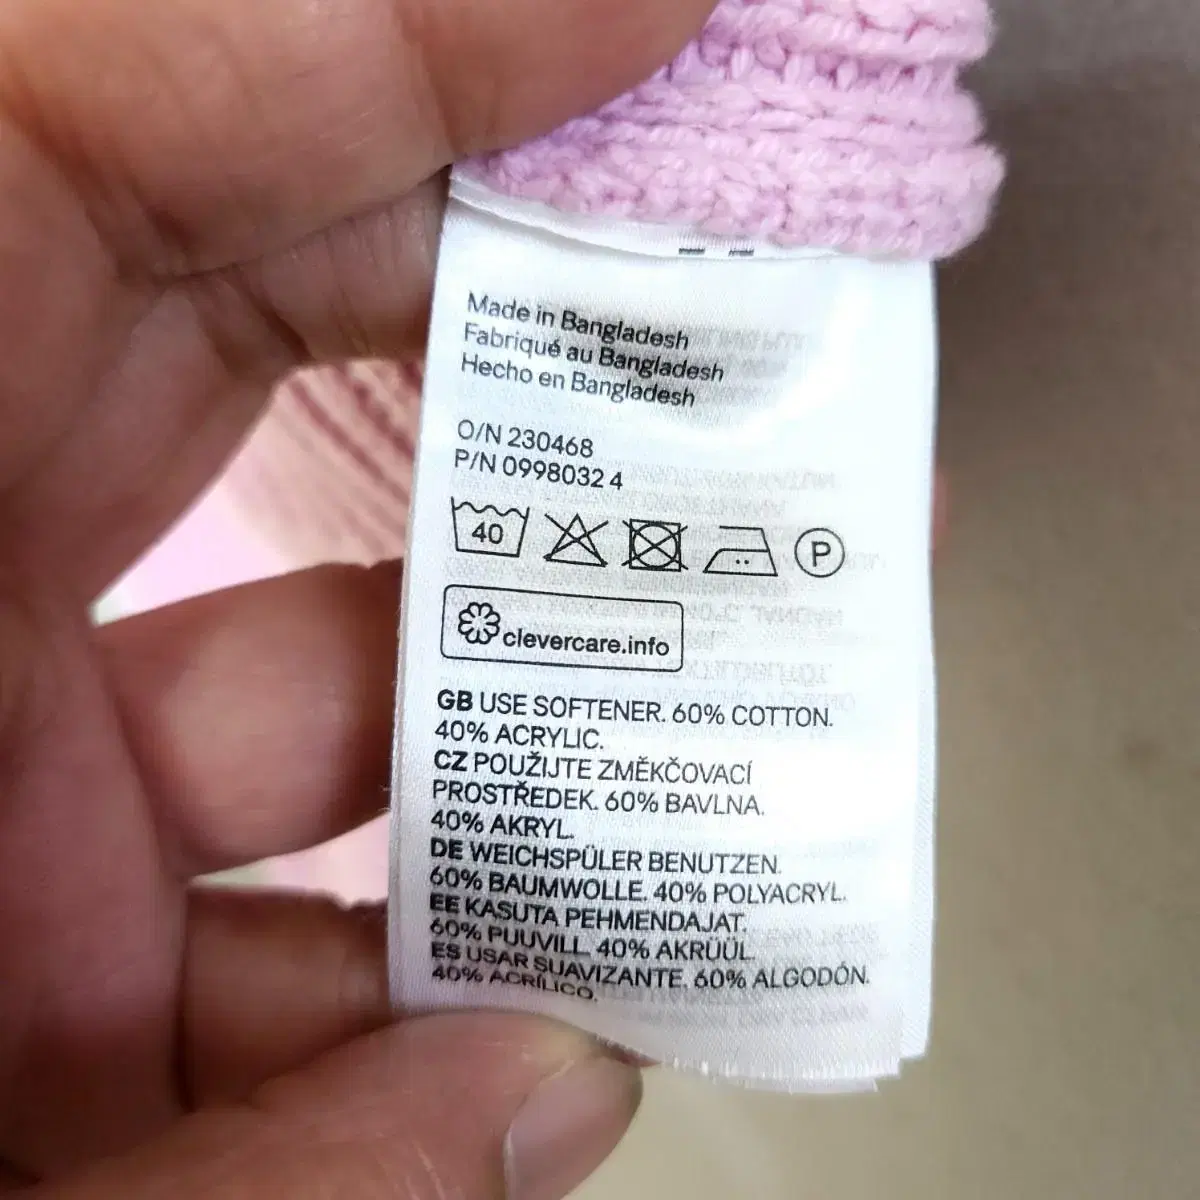 Made in Bangladesh
Fabriqué au Bangladesh
Hecho en Bangladesh
O/N 230468
P/N 0998032 4
40
P
clevercare.info
GB USE SOFTENER. 60% COTTON.
40% ACRYLIC.
CZ POUŽIJTE ZMĚKČOVACÍ
PROSTŘEDEK. 60% BAVLNA.
40% AKRYL.
DE WEICHSPÜLER BENUTZEN.
60% BAUMWOLLE. 40% POLYACRYL.
EE KASUTA PEHMENDAJAT.
60% PUUVILL. 40% AKRÜÜL.
ES USAR SUAVIZANTE. 60% ALGODÓN.
40% ACRÍLICO.